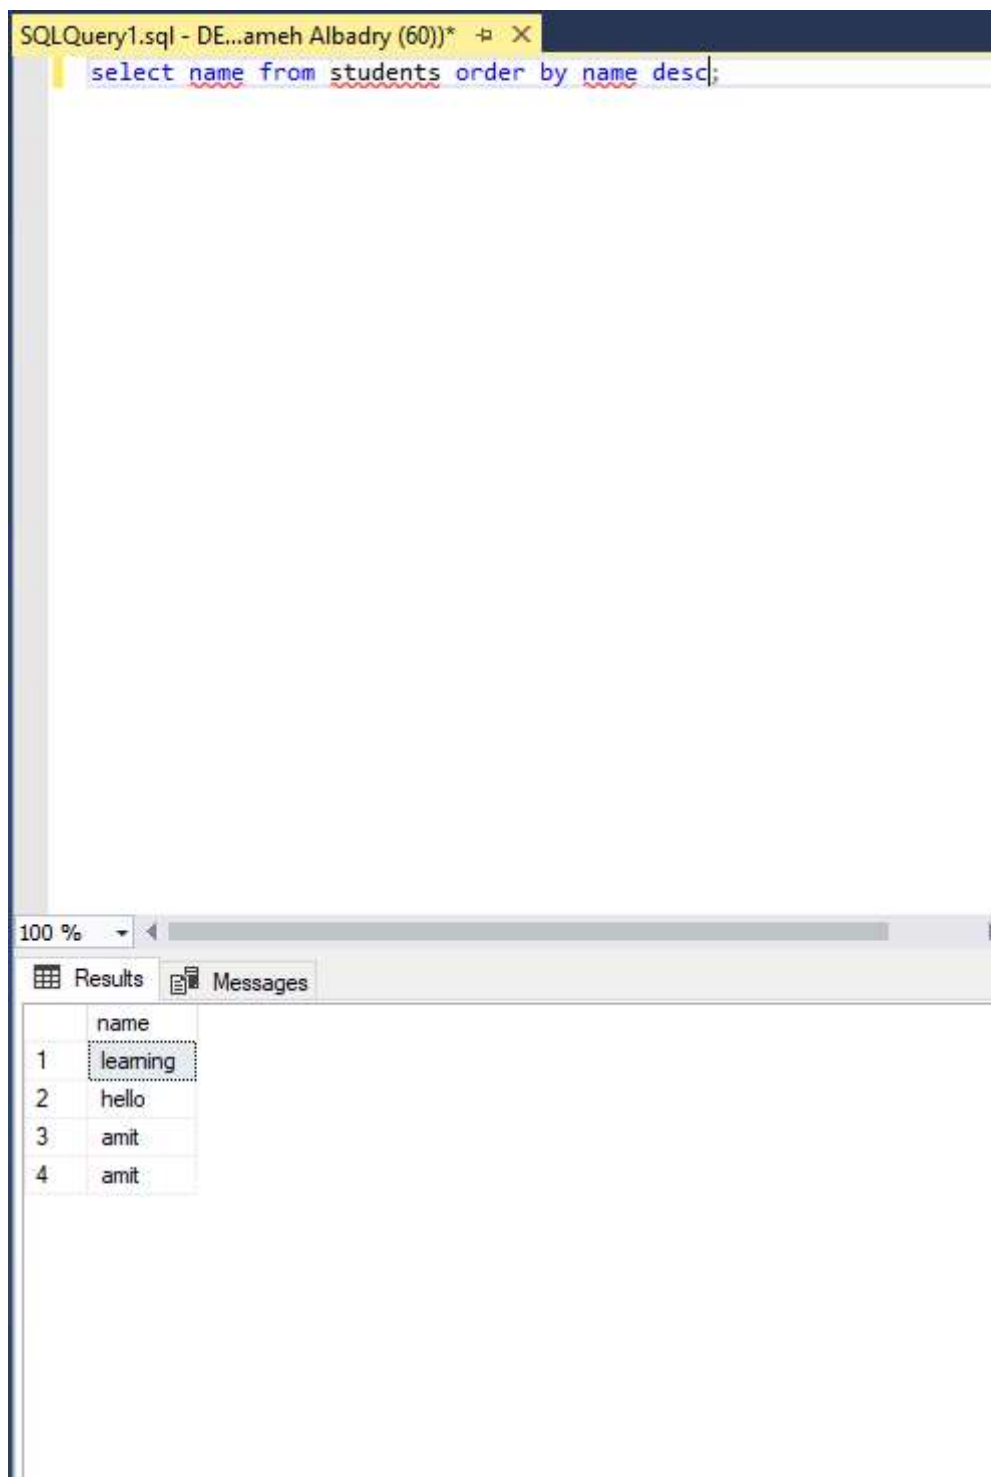 SQLQuery1.sql - DE...ameh Albadry (60))*
select name from students order by name desc;
100 %
Results Messages
name
1 learning
2 hello
3 amit
4 amit